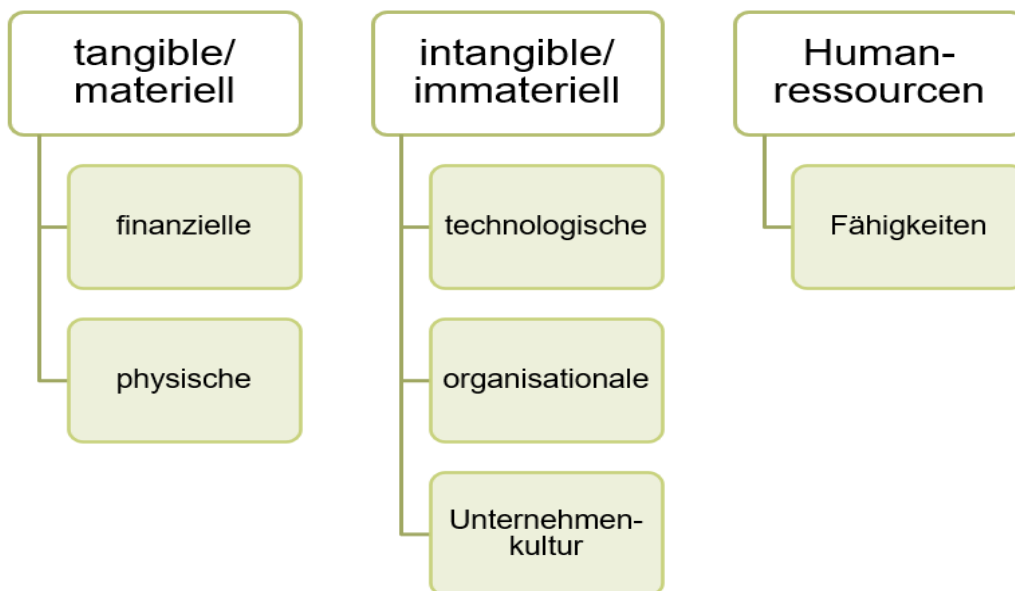 tangible/
materiell
finanzielle
physische
intangible/
immateriell
technologische
organisationale
Unternehmen-
kultur
Human-
ressourcen
Fähigkeiten